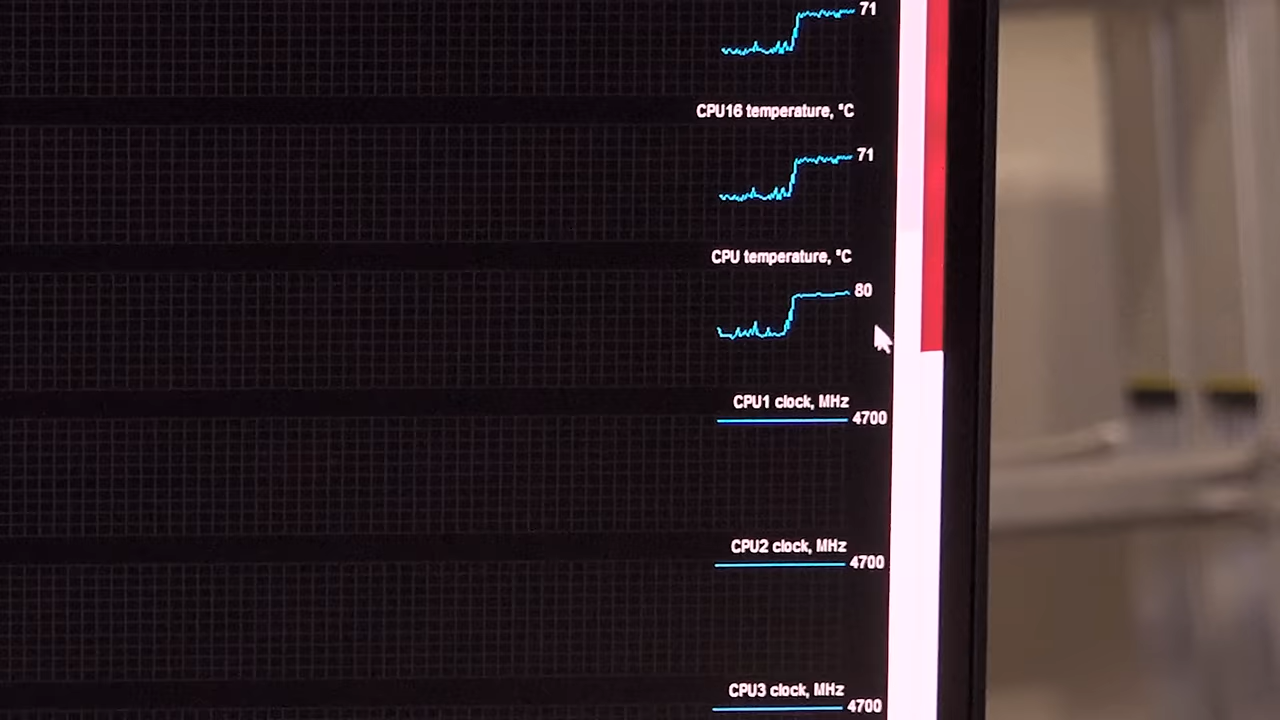 71
CPU16 temperature, °C
71
CPU temperature, °C
80
CPU1 clock, MHz
4700
CPU2 clock, MHz
4700
CPU3 clock, MHz
4700